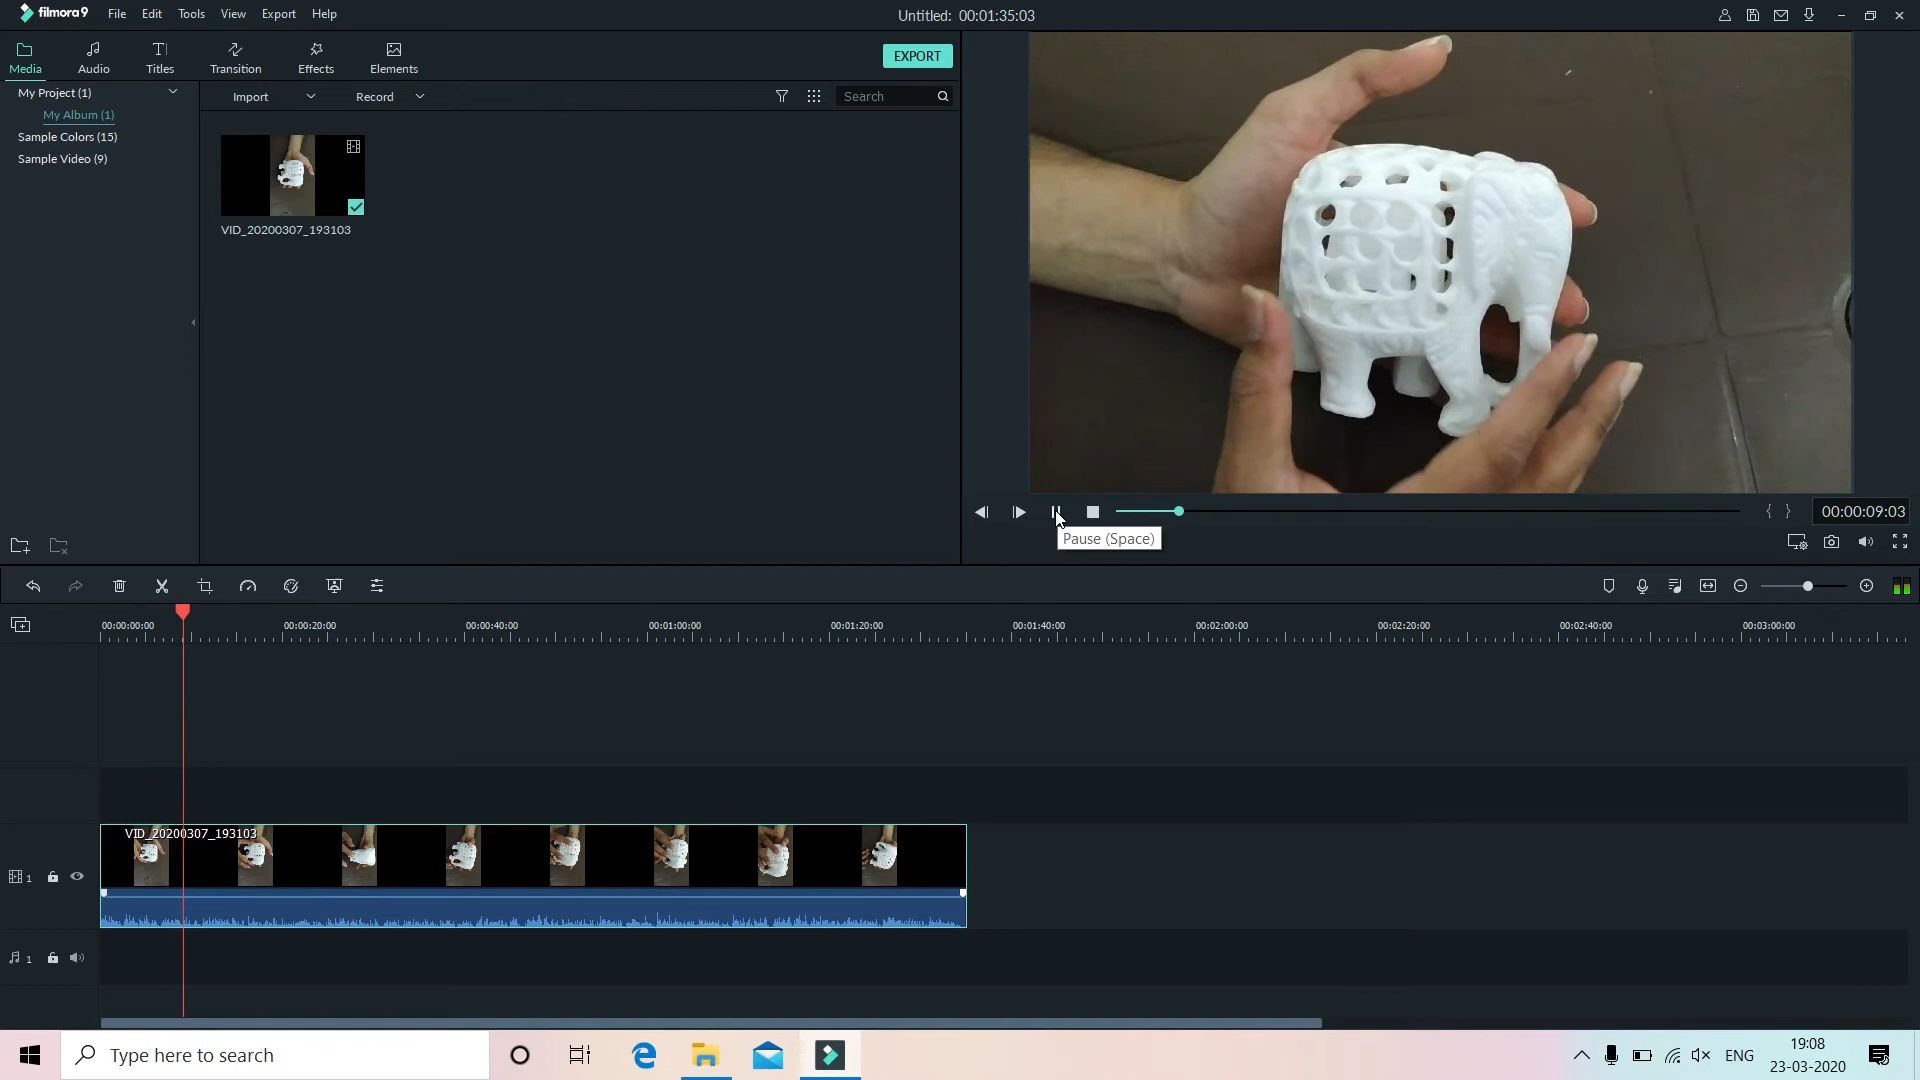 filmora9 File Edit Tools View Export Help
Untitled: 00:01:35:03
Media Audio Titles Transition Effects Elements
EXPORT
My Project (1)
My Album (1)
Sample Colors (15)
Sample Video (9)
Import Record Search
VID_20200307_193103
00:00:09:03
Pause (Space)
00:00:00:00 00:00:20:00 00:00:40:00 00:01:00:00 00:01:20:00 00:01:40:00 00:02:00:00 00:02:20:00 00:02:40:00 00:03:00:00
VID_20200307_193103
1
1
Type here to search
ENG
19:08
23-03-2020